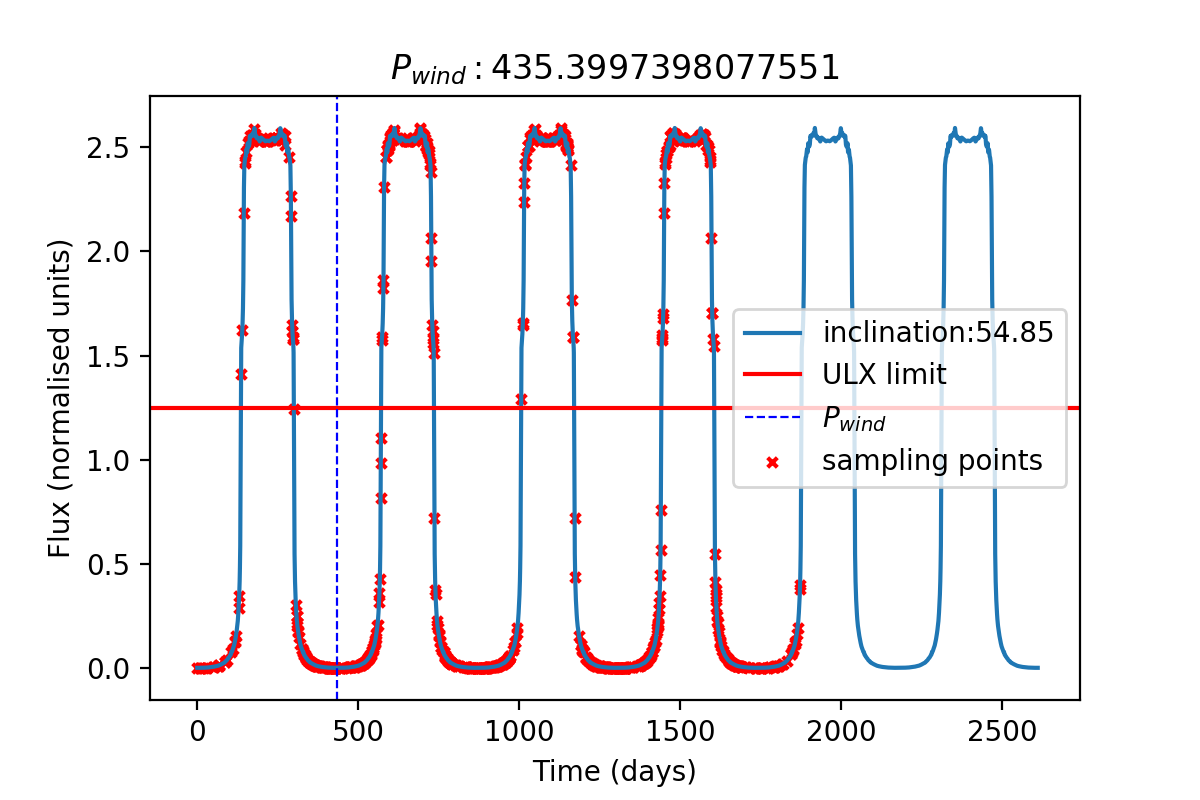 P_wind : 435.3997398077551
Flux (normalised units)
2.5
2.0
1.5
1.0
0.5
0.0
inclination:54.85
ULX limit
P_wind
sampling points
0 500 1000 1500 2000 2500
Time (days)